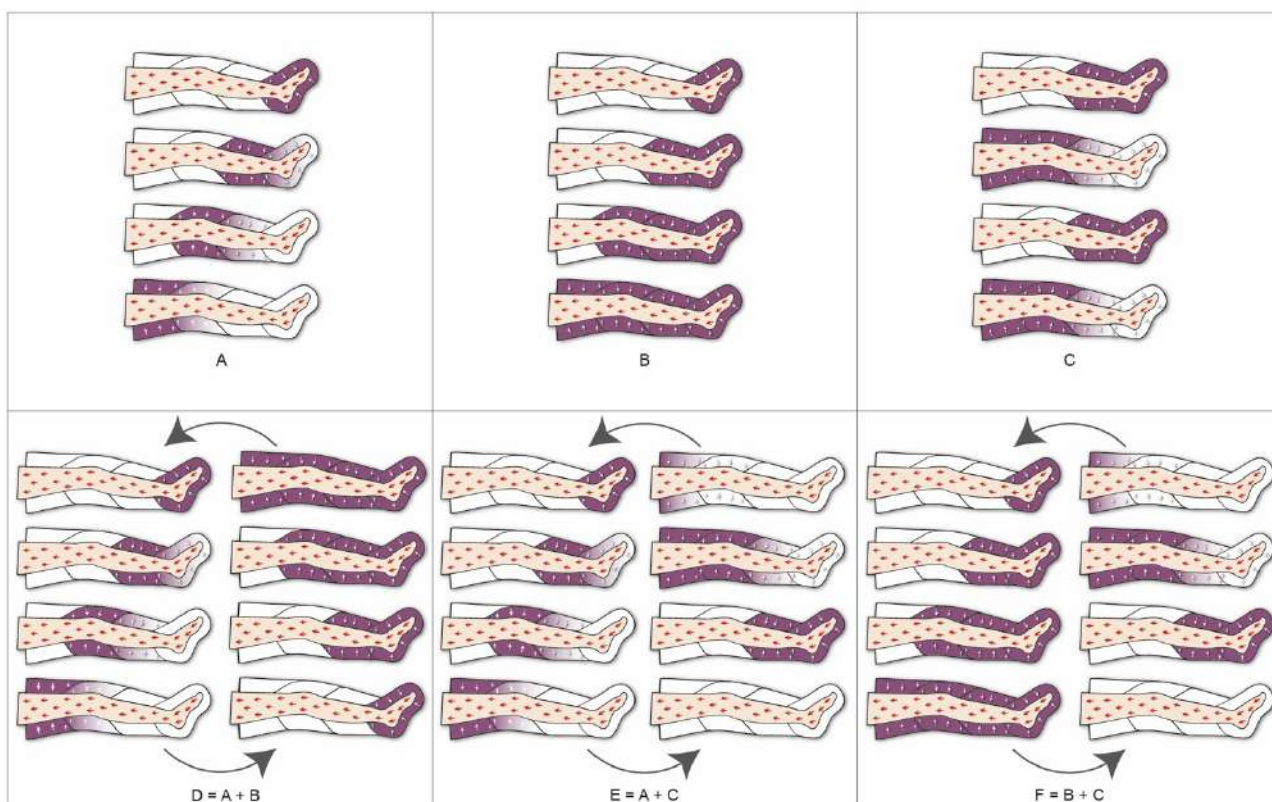 A
B
C
D = A + B
E = A + C
F = B + C